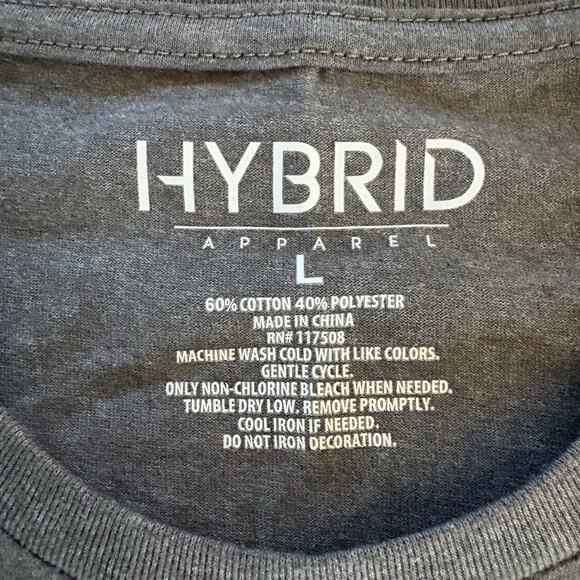 HYBRID
APPAREL
L
60% COTTON 40% POLYESTER
MADE IN CHINA
RN# 117508
MACHINE WASH COLD WITH LIKE COLORS.
GENTLE CYCLE.
ONLY NON-CHLORINE BLEACH WHEN NEEDED.
TUMBLE DRY LOW. REMOVE PROMPTLY.
COOL IRON IF NEEDED.
DO NOT IRON DECORATION.